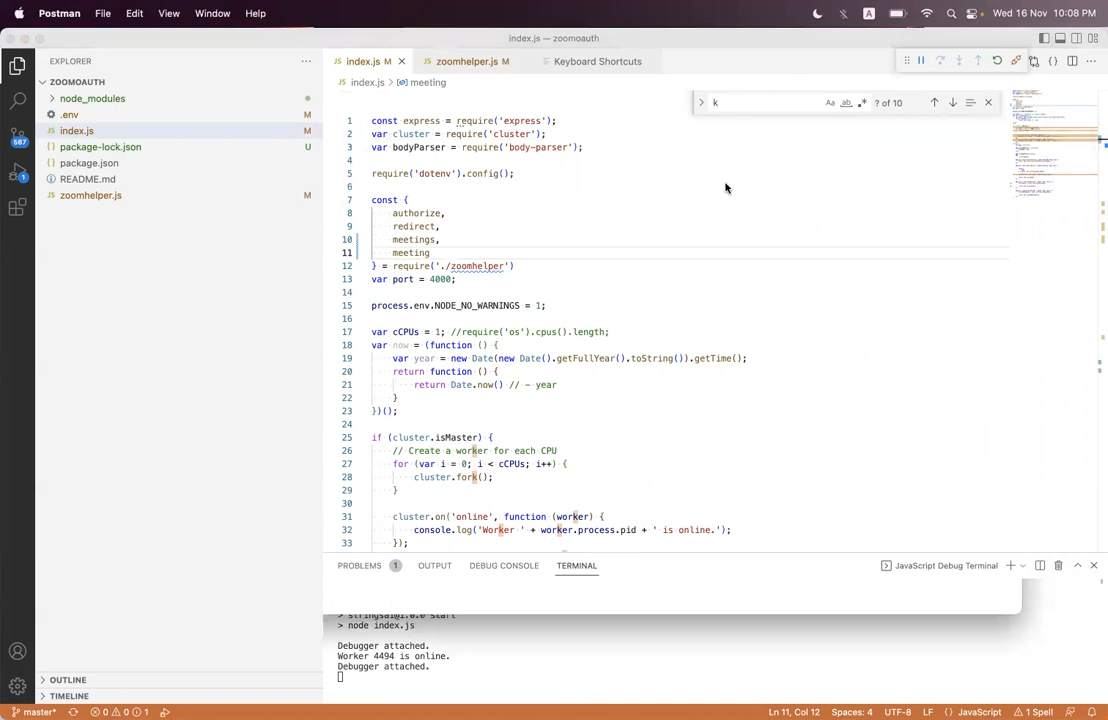 Postman File Edit View Window Help A Wed 16 Nov 10:08 PM
index.js — zoomoauth
EXPLORER
ZOOMOAUTH
node_modules
.env M
index.js M
package-lock.json U
package.json
README.md
zoomhelper.js M
OUTLINE
TIMELINE
567
1
index.js M
zoomhelper.js M
Keyboard Shortcuts
index.js > meeting
k
Aa ab .* ? of 10
1 const express = require('express');
2 var cluster = require('cluster');
3 var bodyParser = require('body-parser');
4
5 require('dotenv').config();
6
7 const {
8 authorize,
9 redirect,
10 meetings,
11 meeting
12 } = require('./zoomhelper')
13 var port = 4000;
14
15 process.env.NODE_NO_WARNINGS = 1;
16
17 var cCPUs = 1; //require('os').cpus().length;
18 var now = (function () {
19 var year = new Date(new Date().getFullYear().toString()).getTime();
20 return function () {
21 return Date.now() // - year
22 }
23 })();
24
25 if (cluster.isMaster) {
26 // Create a worker for each CPU
27 for (var i = 0; i < cCPUs; i++) {
28 cluster.fork();
29 }
30
31 cluster.on('online', function (worker) {
32 console.log('Worker ' + worker.process.pid + ' is online.');
33 });
PROBLEMS 1 OUTPUT DEBUG CONSOLE TERMINAL JavaScript Debug Terminal
> node index.js
Debugger attached.
Worker 4494 is online.
Debugger attached.
master* 0 0 1 Ln 11, Col 12 Spaces: 4 UTF-8 LF {} JavaScript 1 Spell